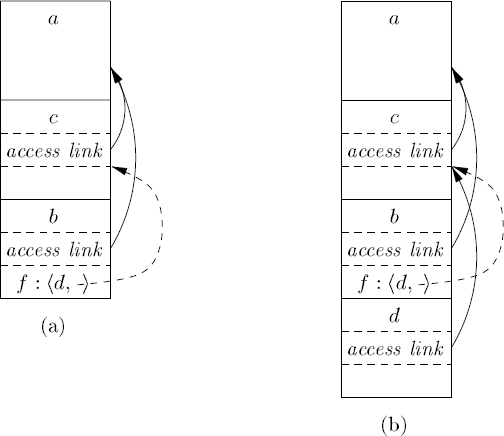 a
c
access link
b
access link
f : ⟨d, -⟩
(a)
a
c
access link
b
access link
f : ⟨d, -⟩
d
access link
(b)